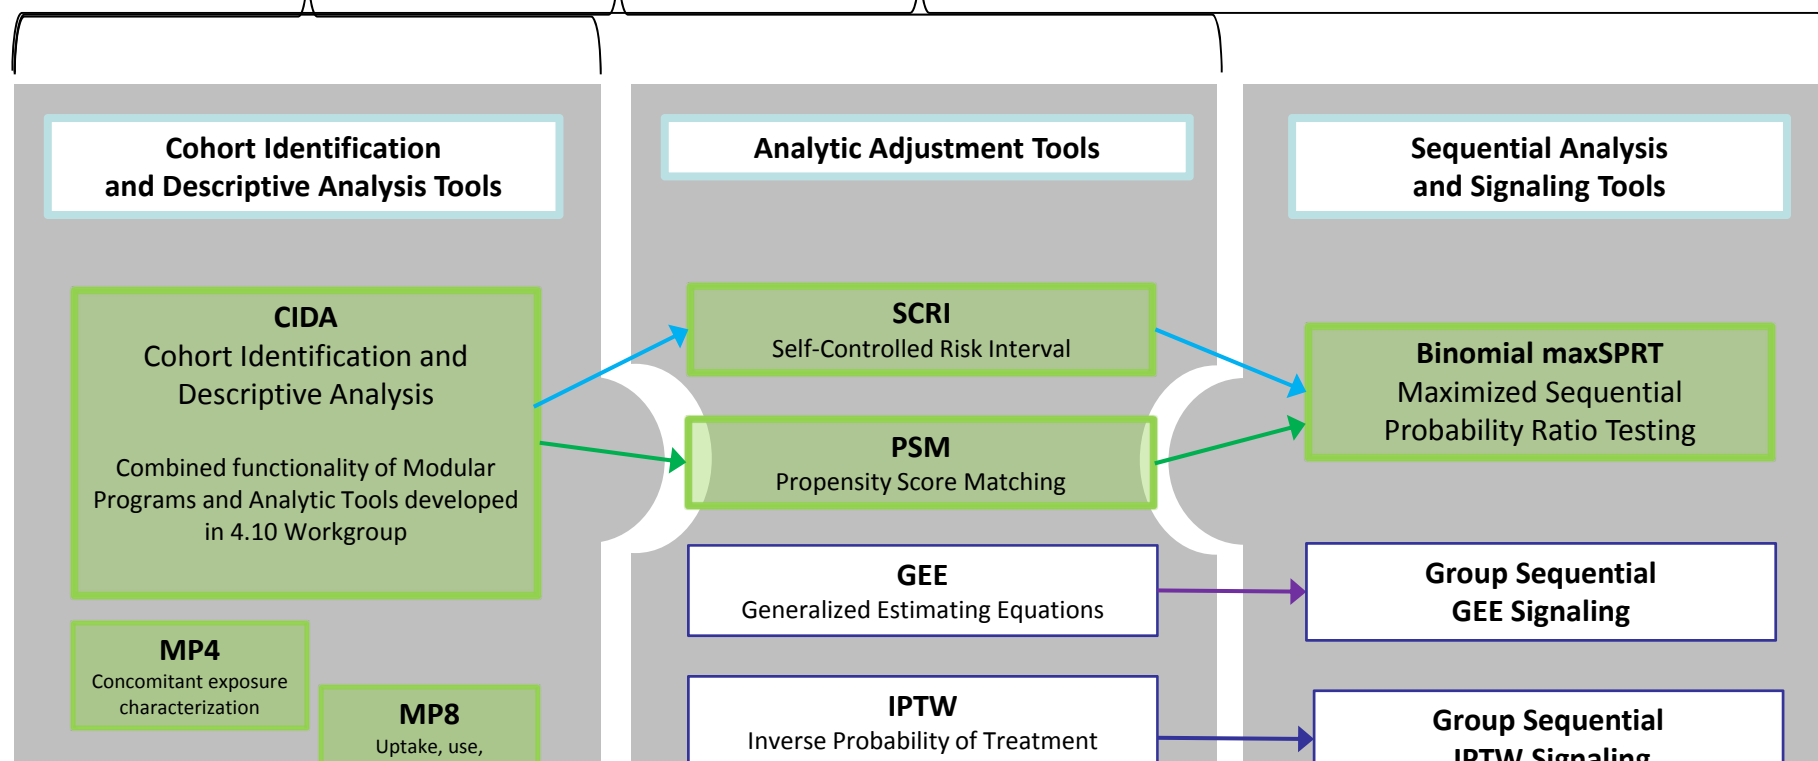 Cohort Identification
and Descriptive Analysis Tools
Analytic Adjustment Tools
Sequential Analysis
and Signaling Tools
CIDA
Cohort Identification and
Descriptive Analysis
Combined functionality of Modular
Programs and Analytic Tools developed
in 4.10 Workgroup
MP4
Concomitant exposure
characterization
MP8
Uptake, use,
SCRI
Self-Controlled Risk Interval
PSM
Propensity Score Matching
GEE
Generalized Estimating Equations
IPTW
Inverse Probability of Treatment
Binomial maxSPRT
Maximized Sequential
Probability Ratio Testing
Group Sequential
GEE Signaling
Group Sequential
IPTW Signaling